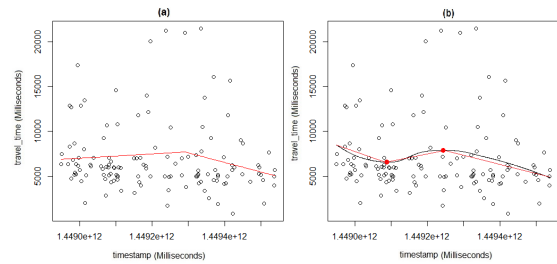 (a)
travel_time (Milliseconds)
20000
15000
10000
5000
1.4490e+12
1.4492e+12
1.4494e+12
timestamp (Milliseconds)
(b)
travel_time (Milliseconds)
20000
15000
10000
5000
1.4490e+12
1.4492e+12
1.4494e+12
timestamp (Milliseconds)